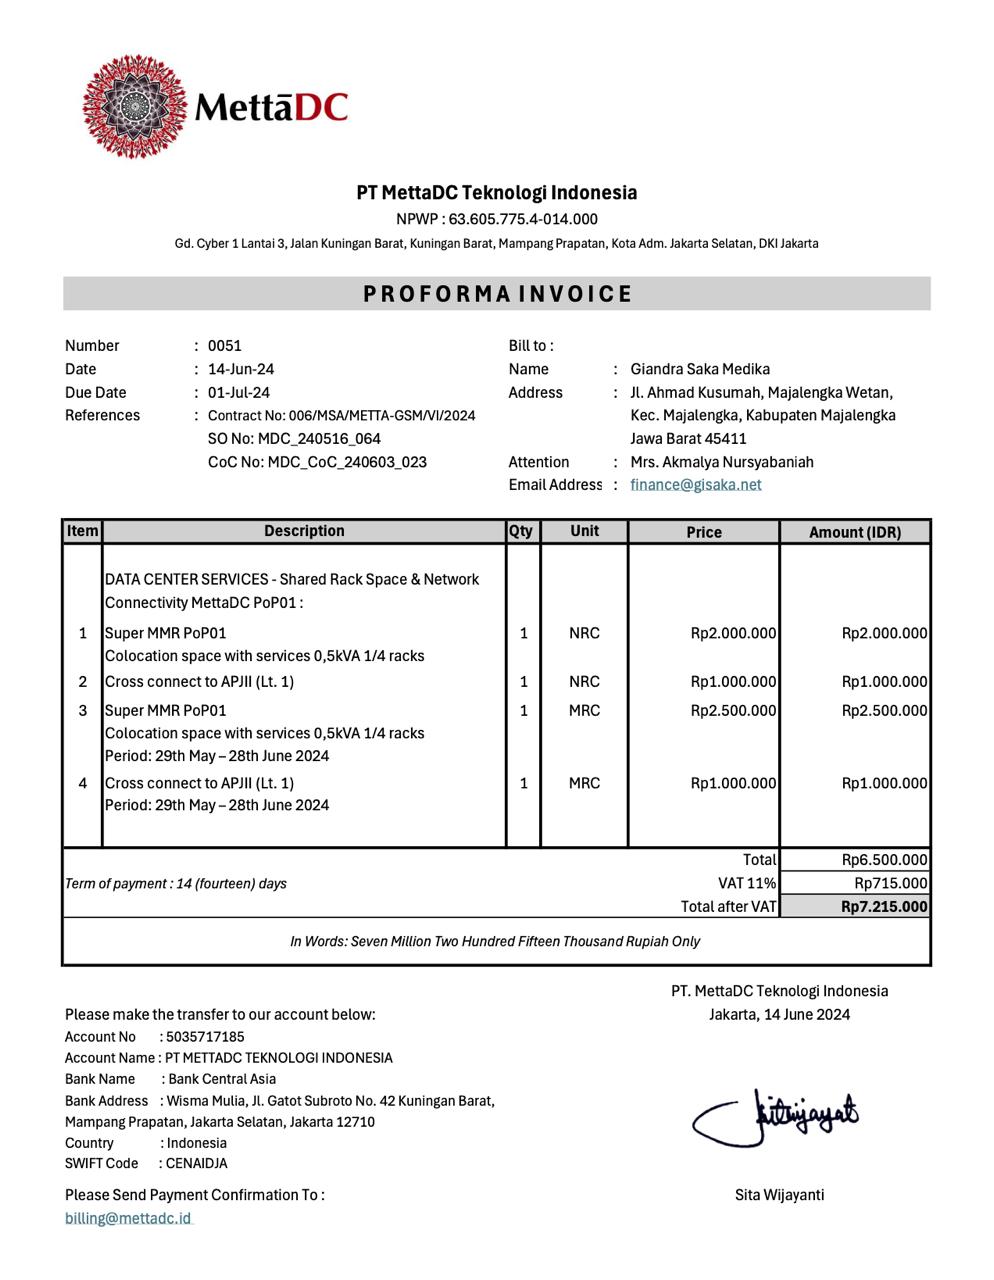 MettāDC
PT MettaDC Teknologi Indonesia
NPWP : 63.605.775.4-014.000
Gd. Cyber 1 Lantai 3, Jalan Kuningan Barat, Kuningan Barat, Mampang Prapatan, Kota Adm. Jakarta Selatan, DKI Jakarta
PROFORMA INVOICE
Number : 0051
Date : 14-Jun-24
Due Date : 01-Jul-24
References : Contract No: 006/MSA/METTA-GSM/VI/2024
SO No: MDC_240516_064
CoC No: MDC_CoC_240603_023
Bill to :
Name : Giandra Saka Medika
Address : Jl. Ahmad Kusumah, Majalengka Wetan,
Kec. Majalengka, Kabupaten Majalengka
Jawa Barat 45411
Attention : Mrs. Akmalya Nursyabaniah
Email Address : finance@gisaka.net
Item Description Qty Unit Price Amount (IDR)
DATA CENTER SERVICES - Shared Rack Space & Network
Connectivity MettaDC PoP01 :
1 Super MMR PoP01 1 NRC Rp2.000.000 Rp2.000.000
Colocation space with services 0,5kVA 1/4 racks
2 Cross connect to APJII (Lt. 1) 1 NRC Rp1.000.000 Rp1.000.000
3 Super MMR PoP01 1 MRC Rp2.500.000 Rp2.500.000
Colocation space with services 0,5kVA 1/4 racks
Period: 29th May – 28th June 2024
4 Cross connect to APJII (Lt. 1) 1 MRC Rp1.000.000 Rp1.000.000
Period: 29th May – 28th June 2024
Total Rp6.500.000
Term of payment : 14 (fourteen) days VAT 11% Rp715.000
Total after VAT Rp7.215.000
In Words: Seven Million Two Hundred Fifteen Thousand Rupiah Only
PT. MettaDC Teknologi Indonesia
Jakarta, 14 June 2024
Please make the transfer to our account below:
Account No : 5035717185
Account Name : PT METTADC TEKNOLOGI INDONESIA
Bank Name : Bank Central Asia
Bank Address : Wisma Mulia, Jl. Gatot Subroto No. 42 Kuningan Barat,
Mampang Prapatan, Jakarta Selatan, Jakarta 12710
Country : Indonesia
SWIFT Code : CENAIDJA
Please Send Payment Confirmation To :
billing@mettadc.id
Sita Wijayanti